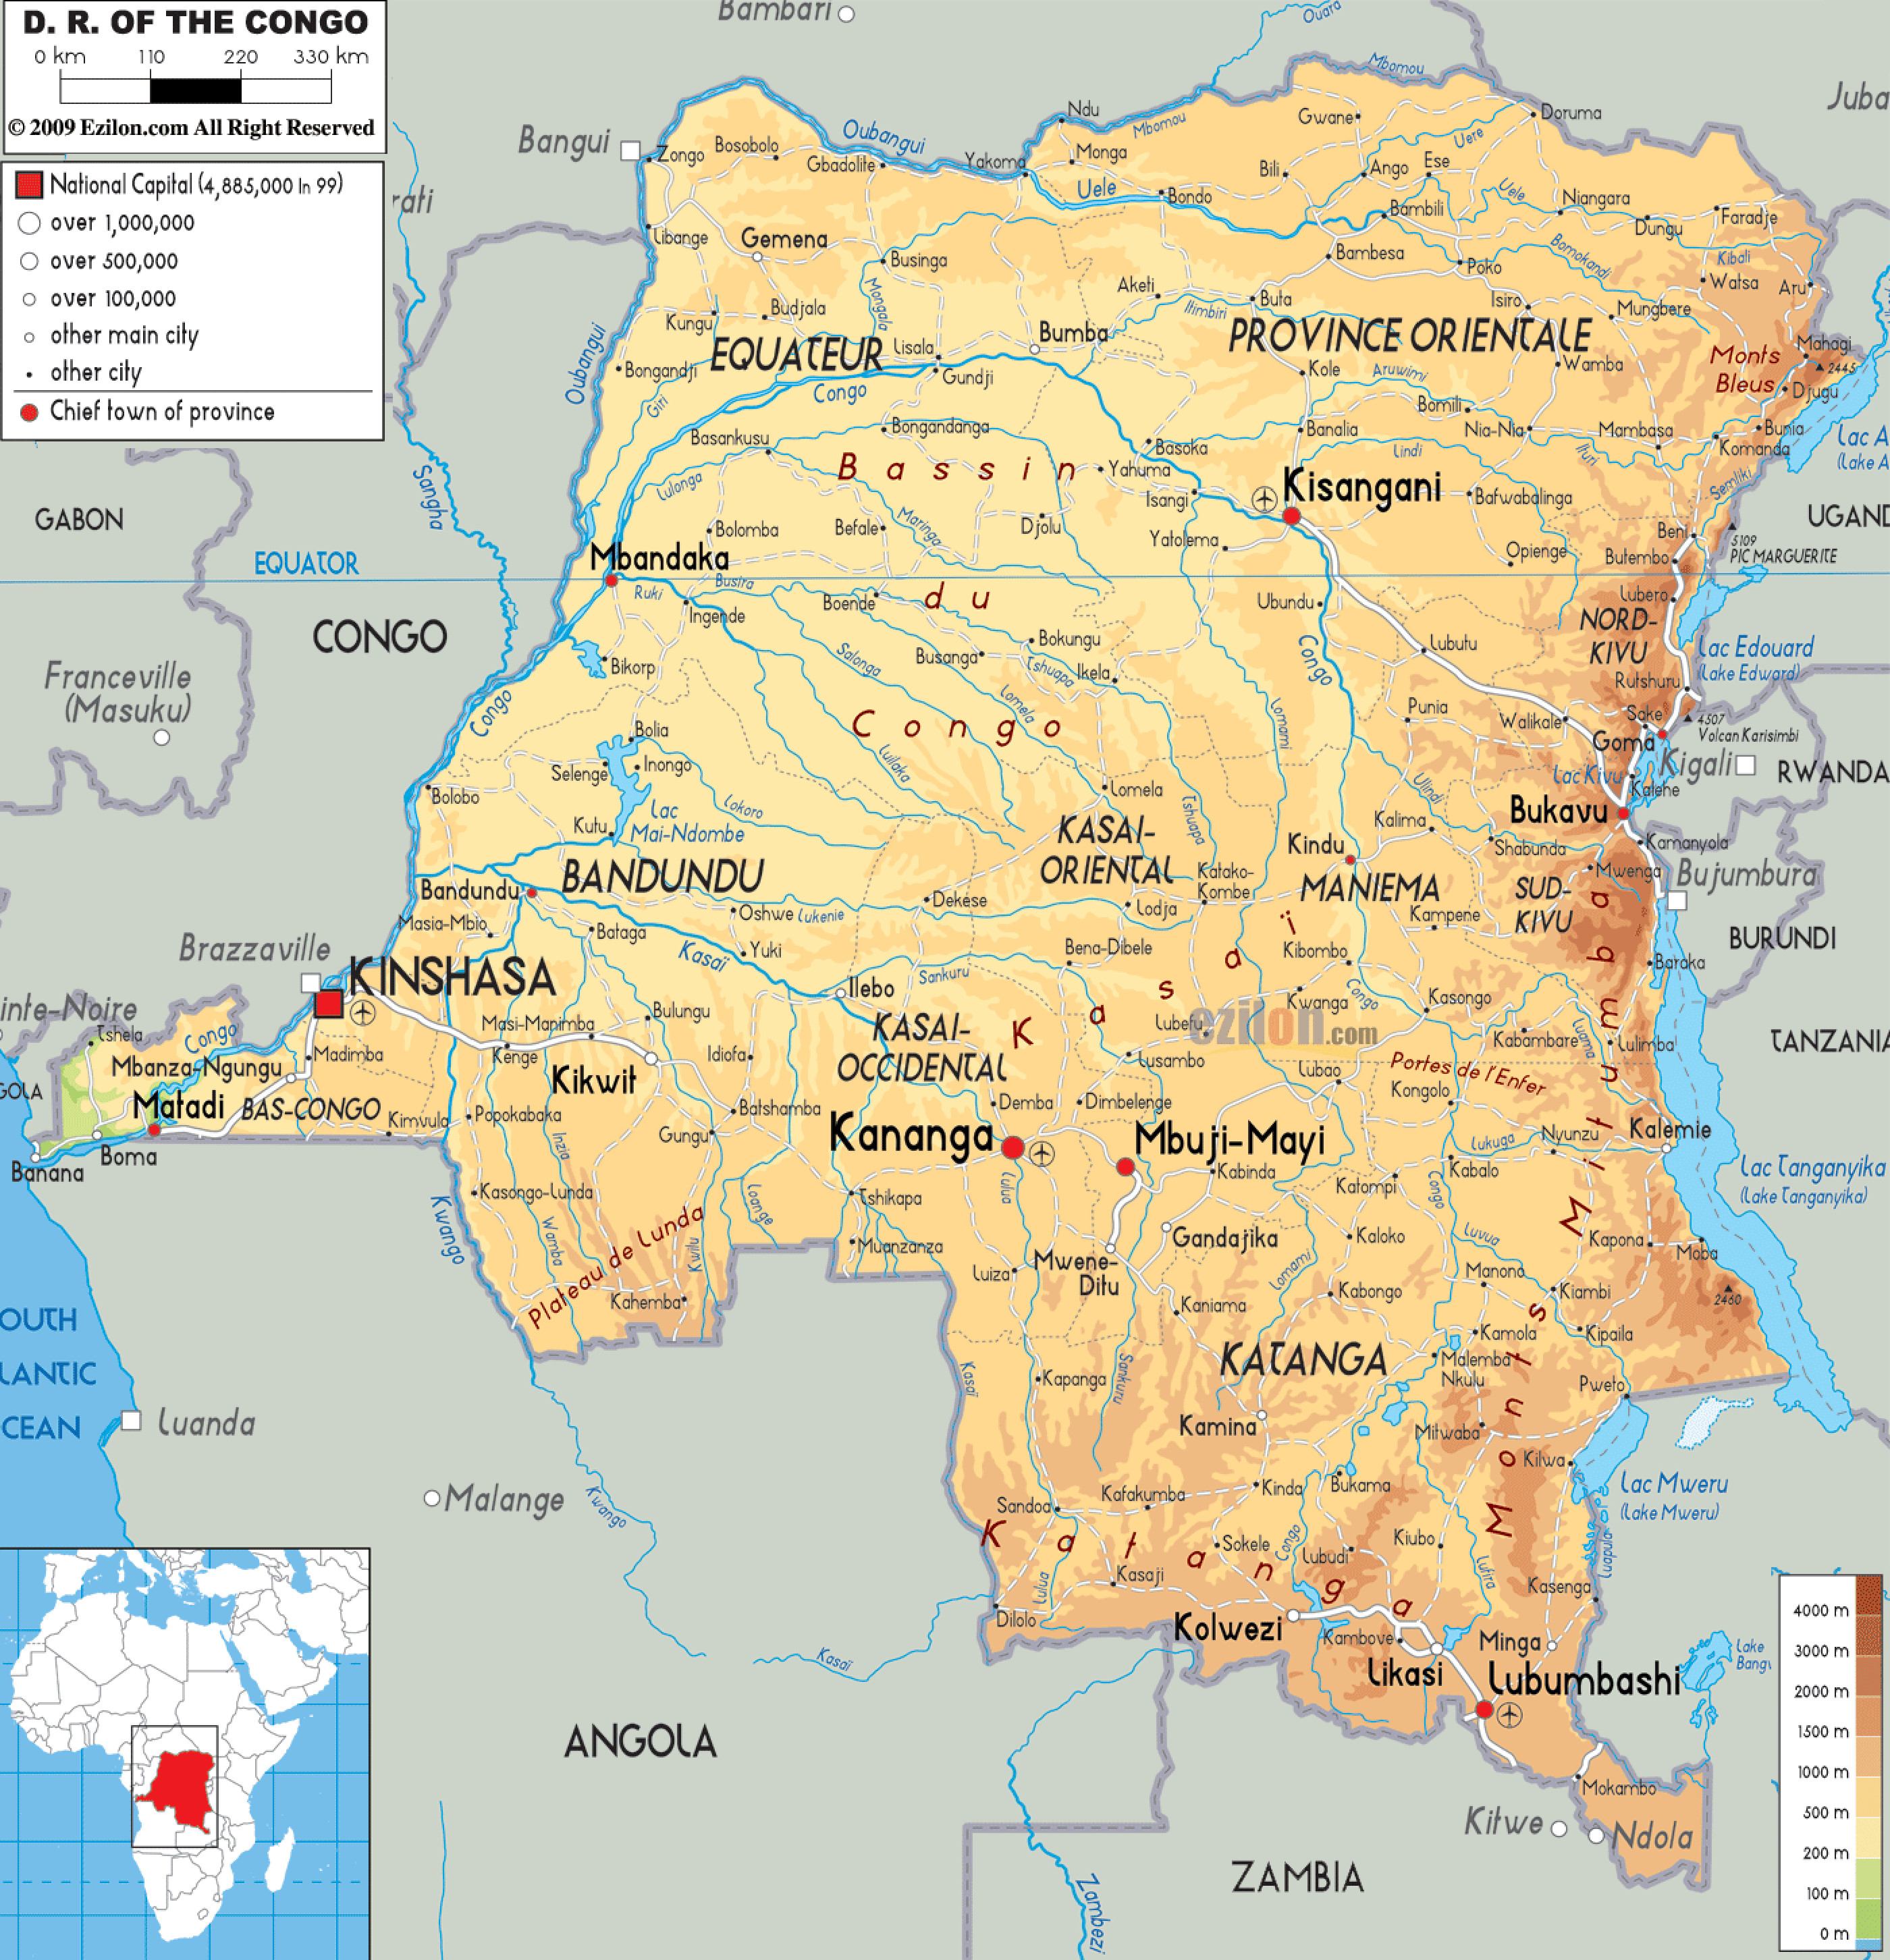 D. R. OF THE CONGO
0 km 110 220 330 km
© 2009 Ezilon.com All Right Reserved
National Capital (4,885,000 In 99)
over 1,000,000
over 500,000
over 100,000
other main city
other city
Chief town of province
Bambari
Ouara
Mbomou
Juba
Bangui
Zongo
Bosobolo
Gbadolite
Oubangui
Yakoma
Ndu
Mbomou
Monga
Gwane
Doruma
Bili
Ango
Ese
Uere
Uele
Bondo
Bambili
Uele
Niangara
Dungu
Faradje
rati
Libange
Gemena
Businga
Bambesa
Poko
Bomokandi
Kibali
Watsa
Aru
Kungu
Budjala
Mongala
Aketi
Itimbiri
Buta
Isiro
Mungbere
Oubangui
EQUATEUR
Lisala
Bumba
PROVINCE ORIENTALE
Mahagi
Monts
Bleus
2445
Djugu
Bongandji
Giri
Congo
Gundji
Kole
Aruwimi
Wamba
Bomili
Basankusu
Bongandanga
Basoka
Banalia
Nia-Nia
Mambasa
Bunia
Komanda
Lac A
(Lake A
Sangha
Lulonga
Bassin
Yahuma
Isangi
Kisangani
Lindi
Ituri
Semliki
Bafwabalinga
GABON
UGAND
Bolomba
Befale
Maringa
Djolu
Yatolema
Opienge
Beni
Butembo
5109
PIC MARGUERITE
EQUATOR
Mbandaka
Ruki
Busira
Ingende
Boende
du
Ubundu
Lubero
NORD-
KIVU
CONGO
Bikorp
Salonga
Busanga
Bokungu
Tshuapa
Ikela
Congo
Lubutu
Lac Edouard
(Lake Edward)
Rutshuru
Franceville
(Masuku)
Congo
Bolia
Congo
Lomela
Lomami
Punia
Walikale
Sake
4507
Volcan Karisimbi
Goma
Kigali
RWANDA
Selenge
Inongo
Luilaka
Lac Kivu
Kalehe
Bolobo
Lac
Mai-Ndombe
Lokoro
Kutu
Lomela
Tshuapa
Ulindi
Kalima
Bukavu
KASAI-
ORIENTAL
Kindu
Shabunda
Kamanyola
Bandundu
BANDUNDU
Katako-
Kombe
MANIEMA
SUD-
KIVU
Mwenga
Bujumbura
Masia-Mbio
Oshwe
Lukenie
Dekese
Lodja
Kampene
BURUNDI
Bataga
Yuki
Kasaï
Bena-Dibele
Kibombo
Baraka
Brazzaville
KINSHASA
Ilebo
Sankuru
Kasaï
Kwanga
Congo
Kasongo
inte-Noire
Tshela
Congo
Masi-Manimba
Bulungu
KASAI-
OCCIDENTAL
Lubefu
ezilon.com
Kabambare
Luama
Lulimba
TANZANIA
Mbanza-Ngungu
Madimba
Kenge
Idiofa
Lusambo
Lubao
Portes de l'Enfer
GOLA
Matadi
BAS-CONGO
Kimvula
Kikwit
Popokabaka
Batshamba
Demba
Dimbelenge
Kongolo
Banana
Boma
Inzia
Gungu
Kananga
Mbuji-Mayi
Lukuga
Nyunzu
Kalemie
Kabinda
Kabalo
Lac Tanganyika
(Lake Tanganyika)
Kwango
Kasongo-Lunda
Wamba
Loange
Tshikapa
Lulua
Katompi
Congo
Monts Mitumba
Plateau de Lunda
Kwilu
Muanzanza
Gandajika
Kaloko
Luvua
Kapona
Moba
Kahemba
Luiza
Mwene-
Ditu
Lomami
Kabongo
Manono
Kiambi
2460
Kaniama
Kamola
Kipaila
OUTH
LANTIC
CEAN
Kasaï
Kapanga
Sankuru
KATANGA
Malemba
Nkulu
Pweto
Luanda
Kamina
Mitwaba
Kilwa
Malange
Kwango
Sandoa
Kafakumba
Kinda
Bukama
Lac Mweru
(Lake Mweru)
Katanga
Sokele
Congo
Lubudi
Kiubo
Lufira
Luapula
Lulua
Kasaji
Kasenga
Dilolo
Kolwezi
Kambove
Likasi
Minga
Lubumbashi
Lake
Bangv
Kasaï
ANGOLA
Mokambo
Kitwe
Ndola
ZAMBIA
Zambezi
4000 m
3000 m
2000 m
1500 m
1000 m
500 m
200 m
100 m
0 m